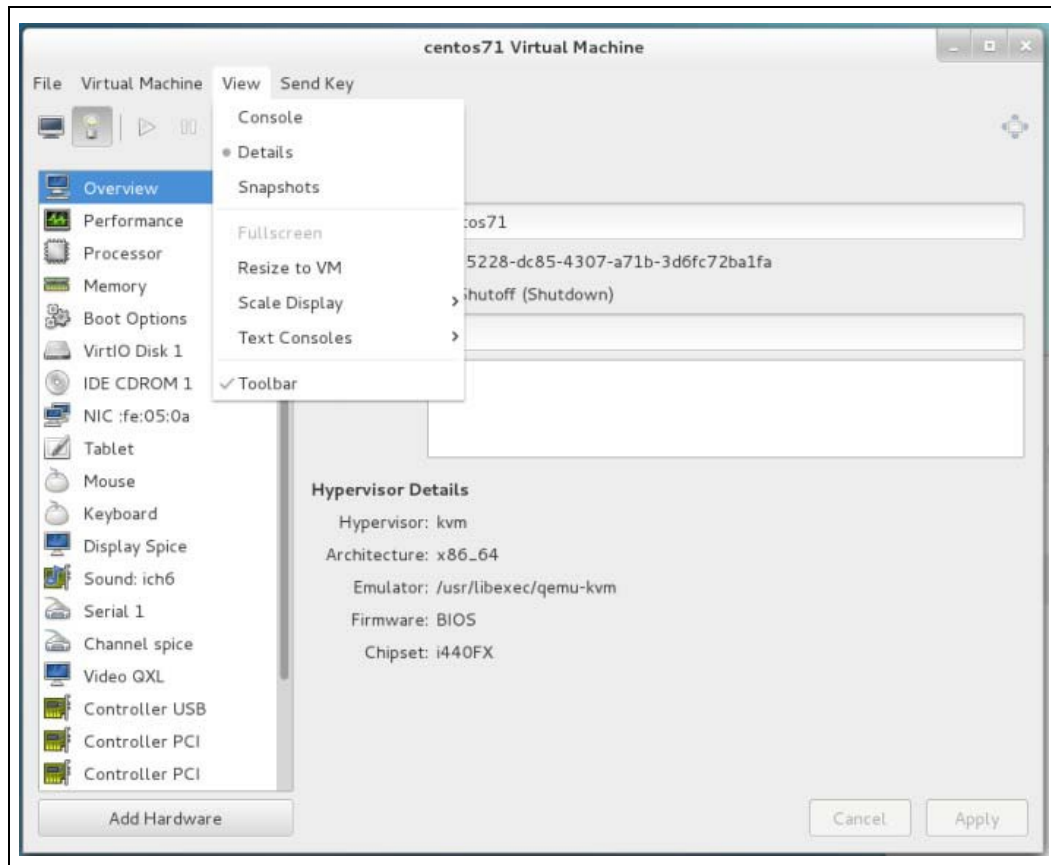 centos71 Virtual Machine
File Virtual Machine View Send Key
Console
Details
Snapshots
Fullscreen
Resize to VM
Scale Display
Text Consoles
Toolbar
Overview
Performance
Processor
Memory
Boot Options
VirtIO Disk 1
IDE CDROM 1
NIC :fe:05:0a
Tablet
Mouse
Keyboard
Display Spice
Sound: ich6
Serial 1
Channel spice
Video QXL
Controller USB
Controller PCI
Controller PCI
Add Hardware
tos71
5228-dc85-4307-a71b-3d6fc72ba1fa
Shutoff (Shutdown)
Hypervisor Details
Hypervisor: kvm
Architecture: x86_64
Emulator: /usr/libexec/qemu-kvm
Firmware: BIOS
Chipset: i440FX
Cancel Apply